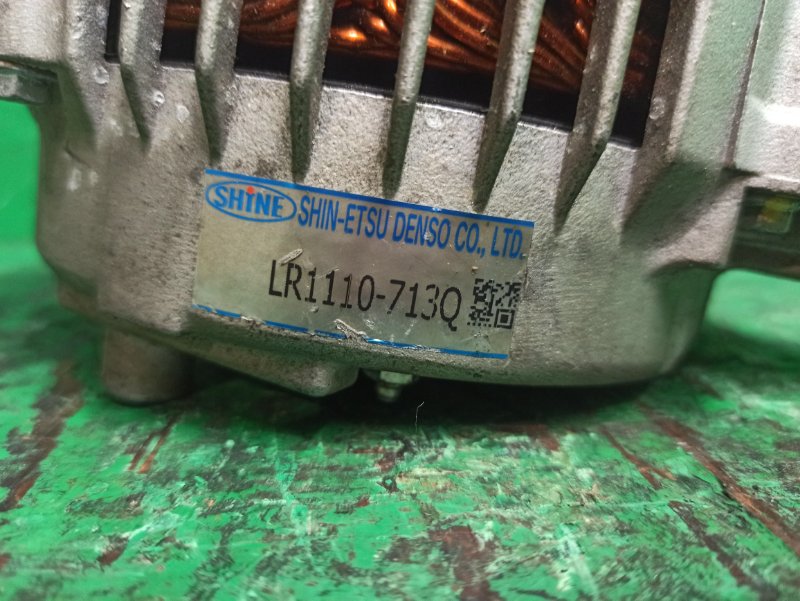 SHINE SHIN-ETSU DENSO CO., LTD.
LR1110-713Q